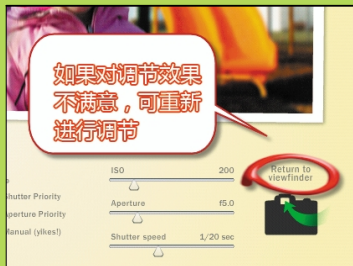 如果对调节效果
不满意，可重新
进行调节
ISO 200
Return to
viewfinder
Shutter Priority
Aperture Priority
Manual (yikes!)
Aperture f5.0
Shutter speed 1/20 sec